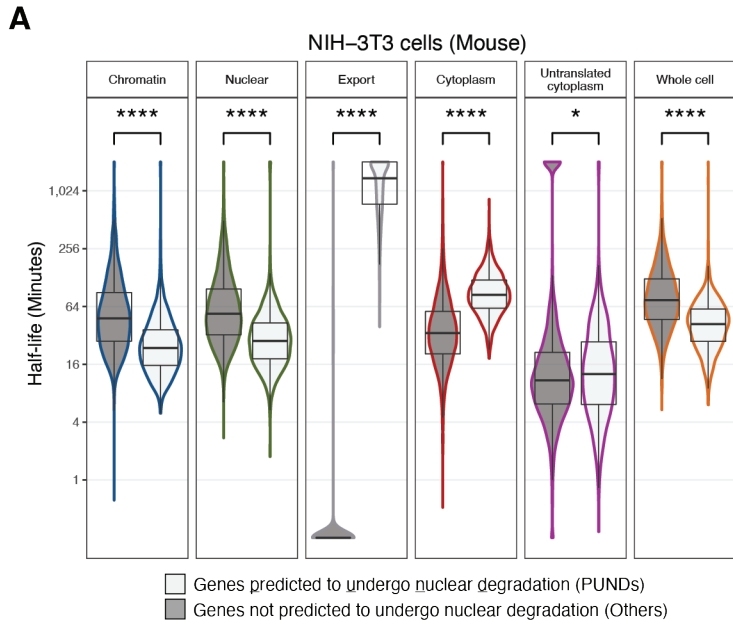 A
NIH–3T3 cells (Mouse)
Chromatin
Nuclear
Export
Cytoplasm
Untranslated
cytoplasm
Whole cell
****
****
****
****
*
****
Half-life (Minutes)
1,024
256
64
16
4
1
Genes predicted to undergo nuclear degradation (PUNDs)
Genes not predicted to undergo nuclear degradation (Others)